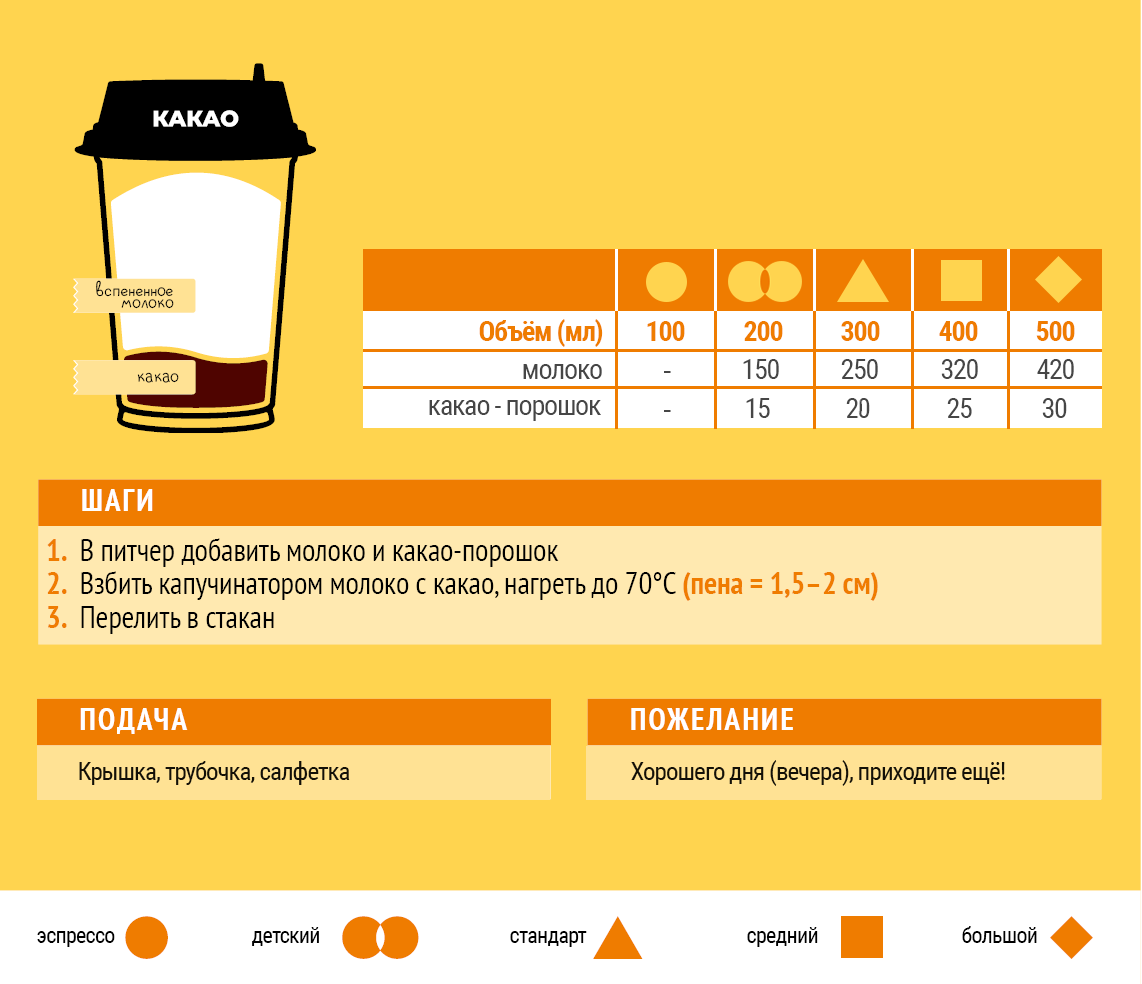 КАКАО
вспененное
молоко
какао
Объём (мл) 100 200 300 400 500
молоко - 150 250 320 420
какао - порошок - 15 20 25 30
ШАГИ
1. В питчер добавить молоко и какао-порошок
2. Взбить капучинатором молоко с какао, нагреть до 70°С (пена = 1,5–2 см)
3. Перелить в стакан
ПОДАЧА
Крышка, трубочка, салфетка
ПОЖЕЛАНИЕ
Хорошего дня (вечера), приходите ещё!
эспрессо детский стандарт средний большой